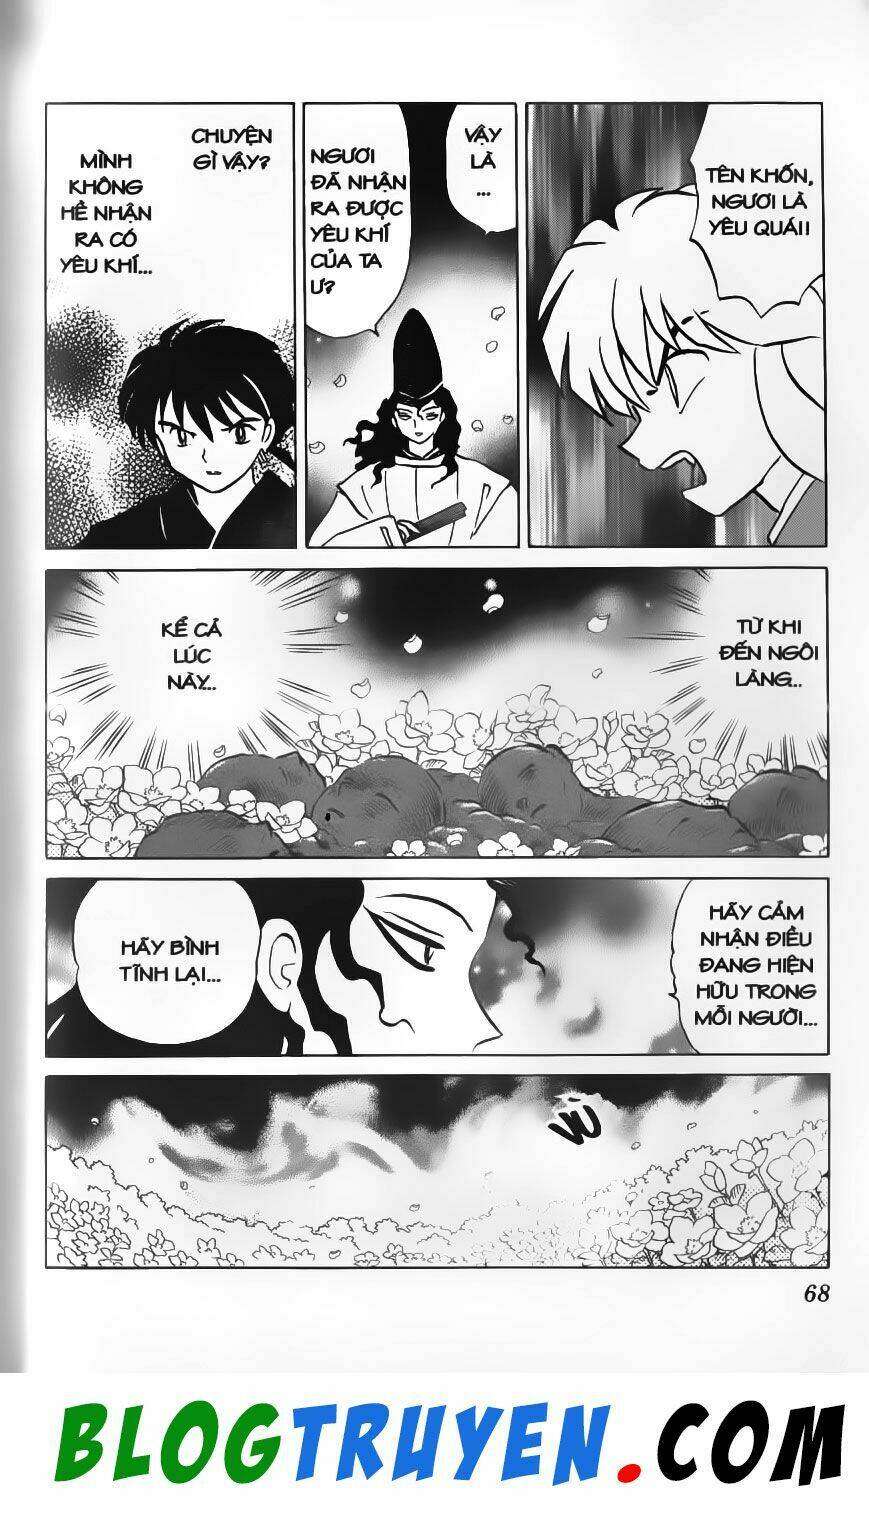 TÊN KHỐN,
NGƯƠI LÀ
YÊU QUÁI!
VẬY
LÀ
...
NGƯƠI
ĐÃ NHẬN
RA ĐƯỢC
YÊU KHÍ
CỦA TA
Ư?
CHUYỆN
GÌ VẬY?
MÌNH
KHÔNG
HỀ NHẬN
RA CÓ
YÊU KHÍ...
TỪ KHI
ĐẾN NGÔI
LÀNG...
KỂ CẢ
LÚC
NÀY...
HÃY CẢM
NHẬN ĐIỀU
ĐANG HIỆN
HỮU TRONG
MỖI NGƯỜI...
HÃY BÌNH
TĨNH LẠI...
VÙ
68
BLOGTRUYEN.COM